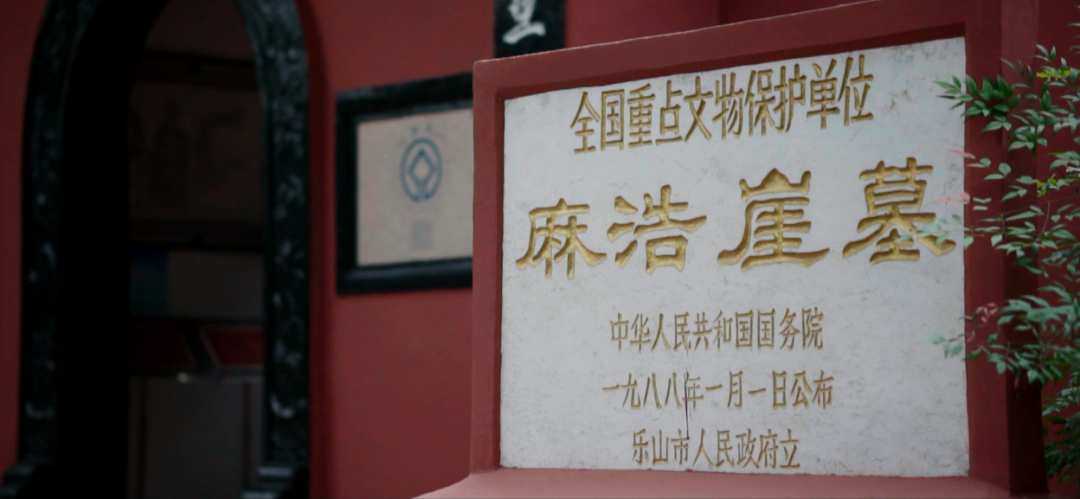 全国重点文物保护单位
麻浩崖墓
中华人民共和国国务院
一九八八年一月一日公布
乐山市人民政府立